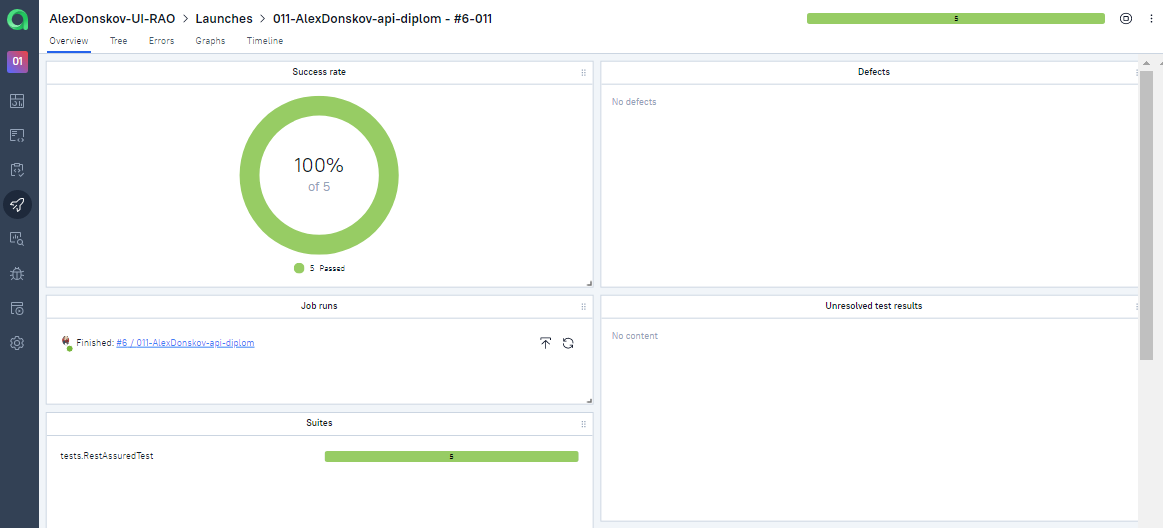 AlexDonskov-UI-RAO > Launches > 011-AlexDonskov-api-diplom - #6-011
5
Overview Tree Errors Graphs Timeline
01
Success rate
100%
of 5
5 Passed
Defects
No defects
Job runs
Finished: #6 / 011-AlexDonskov-api-diplom
Unresolved test results
No content
Suites
tests.RestAssuredTest 5